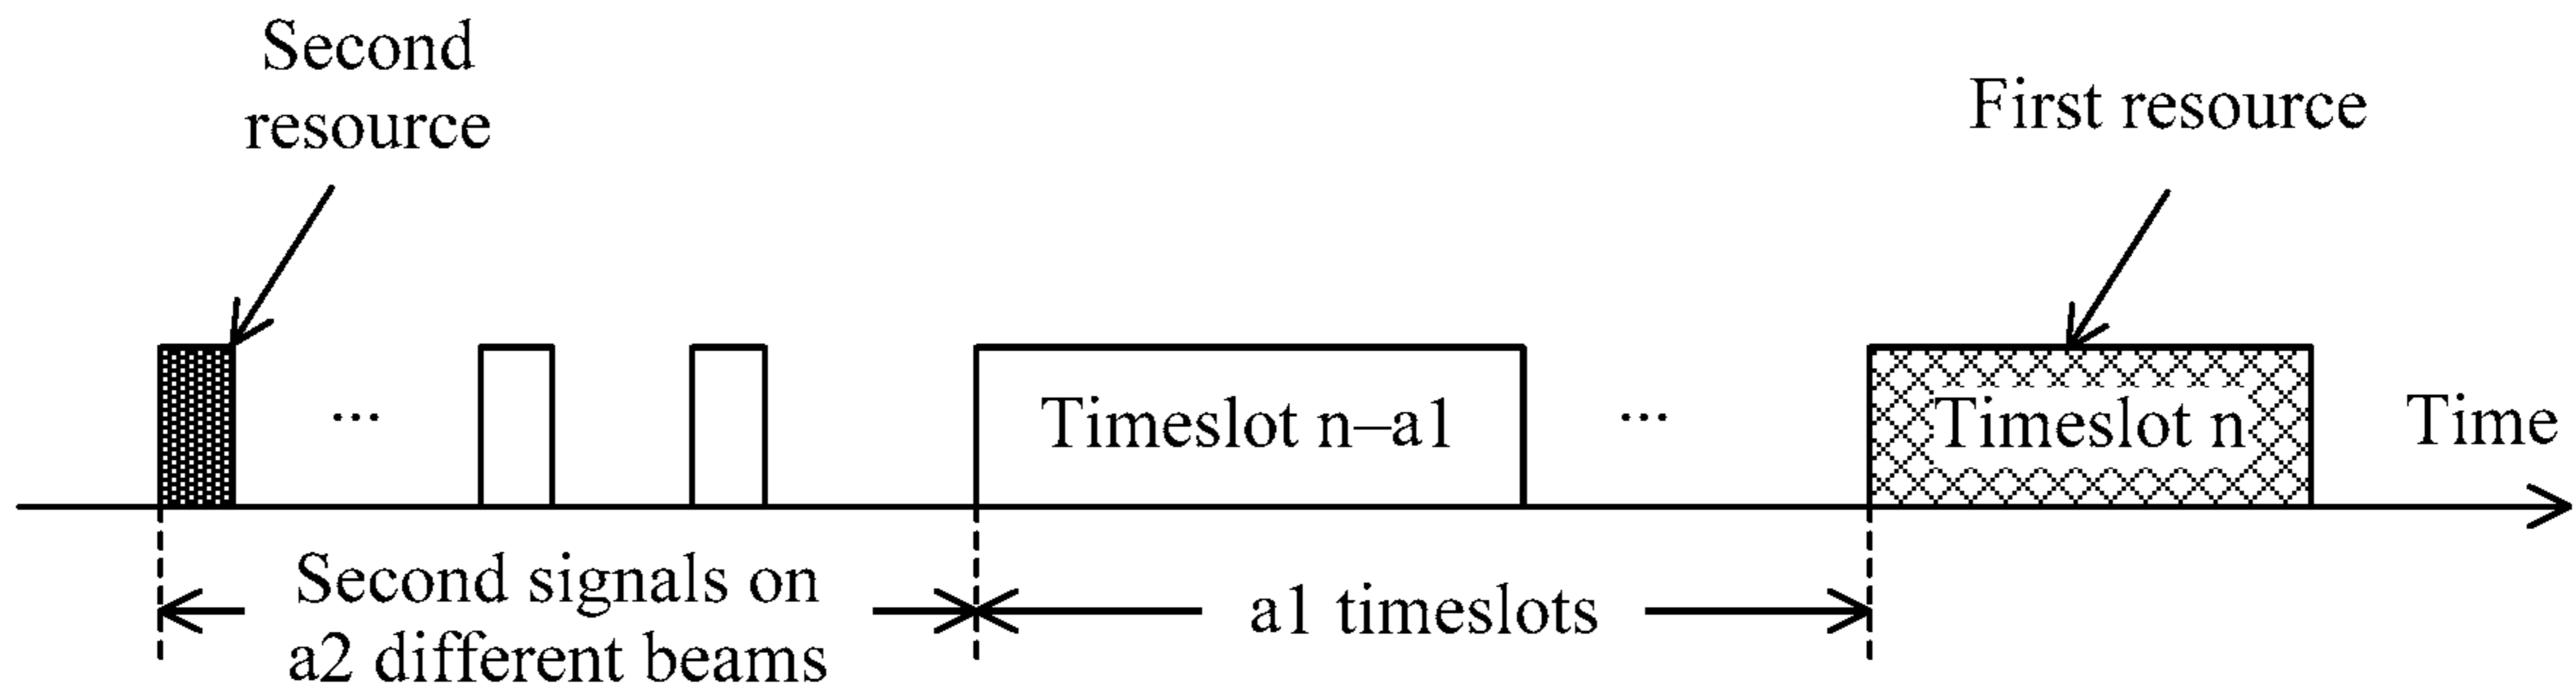 Second
resource
First resource
...
Timeslot n–a1
...
Timeslot n
Time
Second signals on
a2 different beams
a1 timeslots